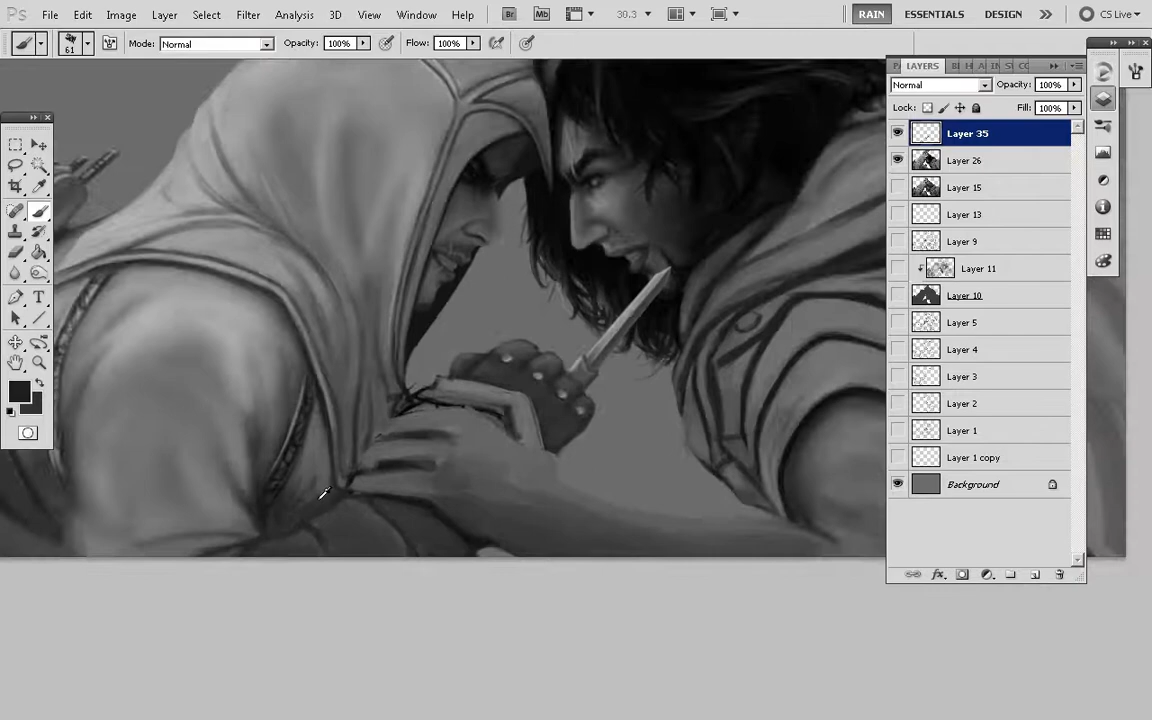 Ps File Edit Image Layer Select Filter Analysis 3D View Window Help Br Mb 30.3 RAIN ESSENTIALS DESIGN CS Live
61 Mode: Normal Opacity: 100% Flow: 100%
LAYERS
Normal Opacity: 100%
Lock: Fill: 100%
Layer 35
Layer 26
Layer 15
Layer 13
Layer 9
Layer 11
Layer 10
Layer 5
Layer 4
Layer 3
Layer 2
Layer 1
Layer 1 copy
Background
fx